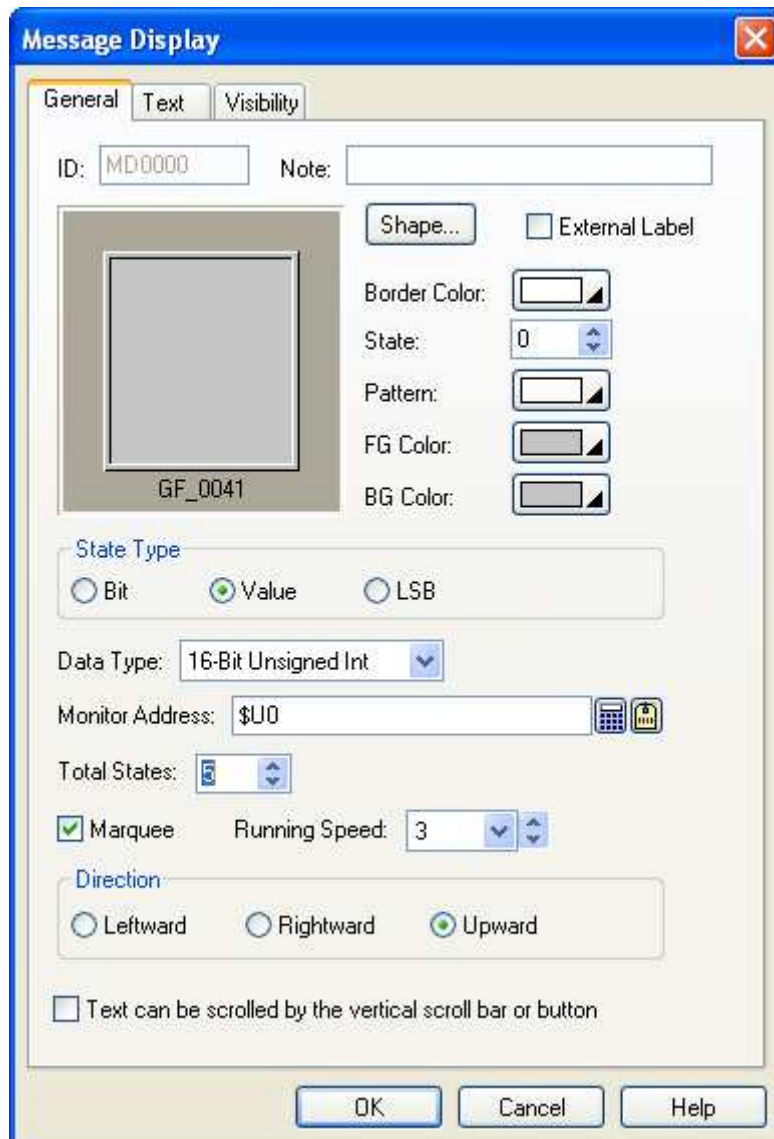 Message Display
General Text Visibility
ID: MD0000 Note:
Shape... External Label
Border Color:
State: 0
Pattern:
FG Color:
GF_0041
BG Color:
State Type
Bit Value LSB
Data Type: 16-Bit Unsigned Int
Monitor Address: $U0
Total States: 5
Marquee Running Speed: 3
Direction
Leftward Rightward Upward
Text can be scrolled by the vertical scroll bar or button
OK Cancel Help